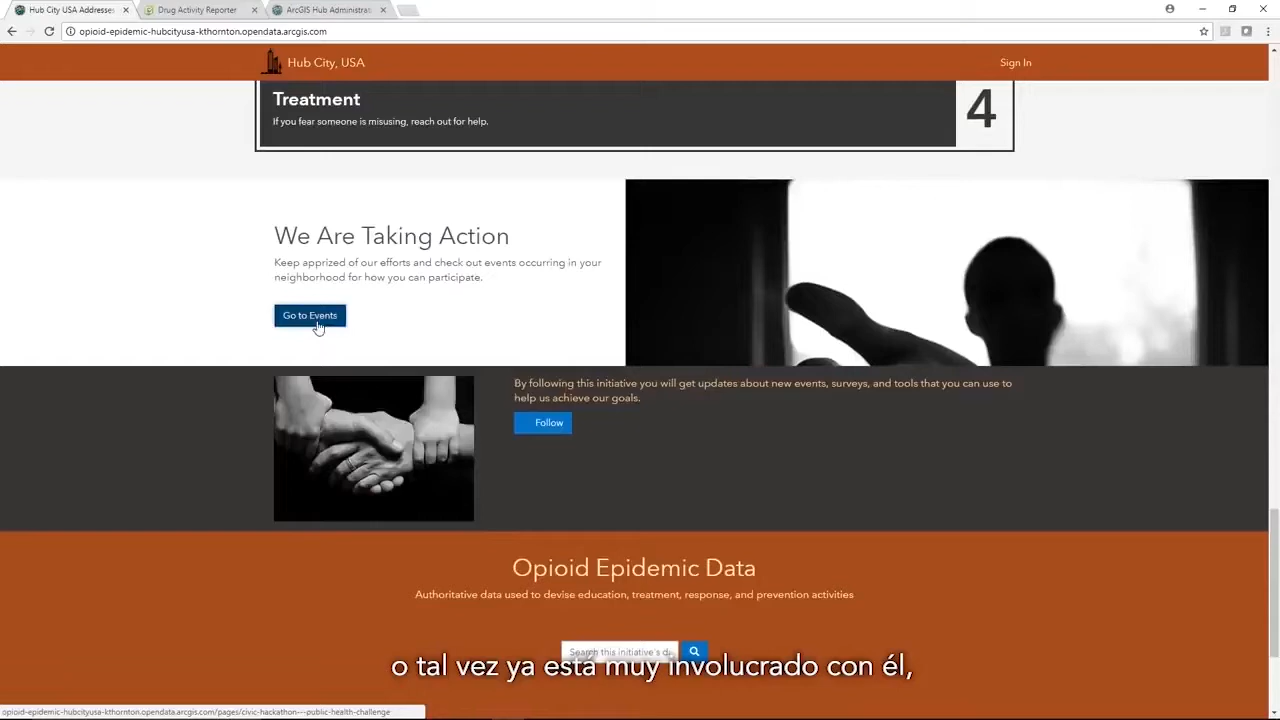 Hub City USA Addresses
Drug Activity Reporter
ArcGIS Hub Administra
opioid-epidemic-hubcityusa-kthornton.opendata.arcgis.com
Hub City, USA
Sign In
Treatment
If you fear someone is misusing, reach out for help.
4
We Are Taking Action
Keep apprized of our efforts and check out events occurring in your
neighborhood for how you can participate.
Go to Events
By following this initiative you will get updates about new events, surveys, and tools that you can use to
help us achieve our goals.
Follow
Opioid Epidemic Data
Authoritative data used to devise education, treatment, response, and prevention activities
Search this initiative's da
o tal vez ya está muy involucrado con él,
opioid-epidemic-hubcityusa-kthornton.opendata.arcgis.com/pages/civic-hackathon---public-health-challenge